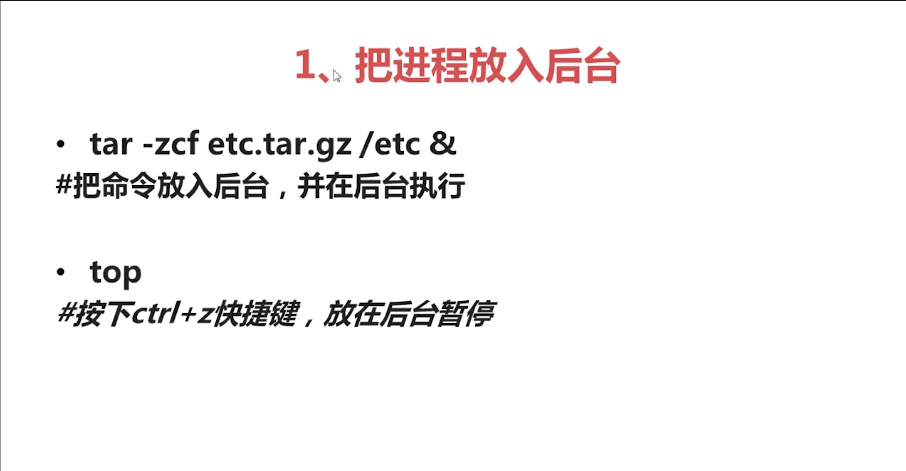 1、把进程放入后台
• tar -zcf etc.tar.gz /etc &
#把命令放入后台，并在后台执行
• top
#按下ctrl+z快捷键，放在后台暂停